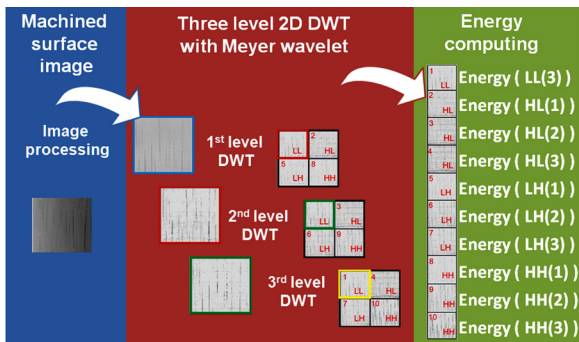 Machined
surface
image
Image
processing
Three level 2D DWT
with Meyer wavelet
1st level
DWT
LL
2
HL
5
LH
8
HH
2nd level
DWT
LL
3
HL
6
LH
9
HH
3rd level
DWT
1
LL
4
HL
7
LH
10
HH
Energy
computing
1
LL
Energy ( LL(3) )
2
HL
Energy ( HL(1) )
3
HL
Energy ( HL(2) )
4
HL
Energy ( HL(3) )
5
LH
Energy ( LH(1) )
6
LH
Energy ( LH(2) )
7
LH
Energy ( LH(3) )
8
HH
Energy ( HH(1) )
9
HH
Energy ( HH(2) )
10
HH
Energy ( HH(3) )